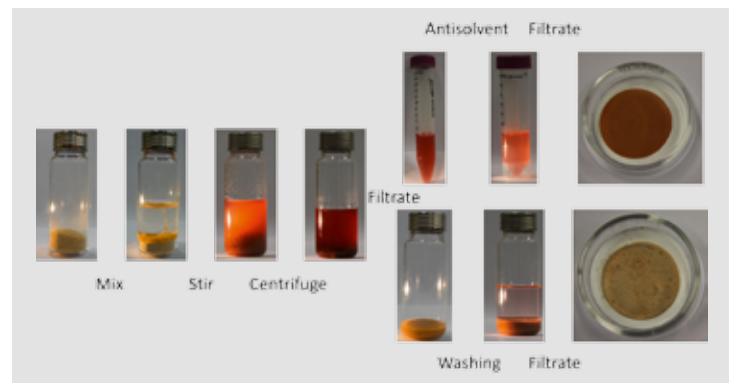 Antisolvent Filtrate
Filtrate
Mix Stir Centrifuge
Washing Filtrate